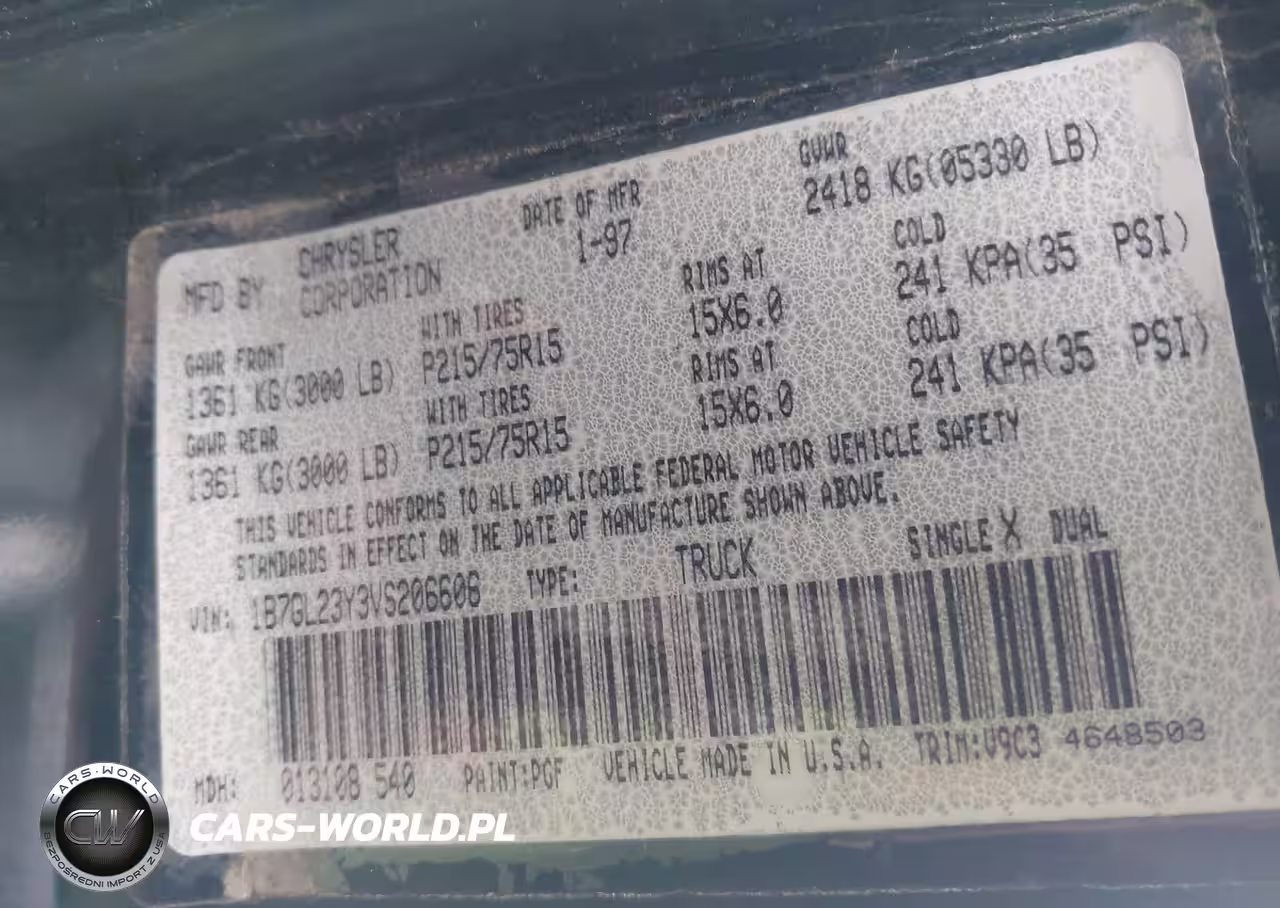 GVWR
DATE OF MFR
2418 KG(05330 LB)
CHRYSLER
1-97
MFD BY
CORPORATION
COLD
RIMS AT
241 KPA(35 PSI)
WITH TIRES
15X6.0
GAWR FRONT
P215/75R15
COLD
1361 KG(3000 LB)
RIMS AT
241 KPA(35 PSI)
WITH TIRES
15X6.0
GAWR REAR
P215/75R15
1361 KG(3000 LB)
THIS VEHICLE CONFORMS TO ALL APPLICABLE FEDERAL MOTOR VEHICLE SAFETY
STANDARDS IN EFFECT ON THE DATE OF MANUFACTURE SHOWN ABOVE.
VIN: 1B7GL23Y3VS206606 TYPE: TRUCK SINGLE X DUAL
MDH: 013108 540 PAINT:PGF VEHICLE MADE IN U.S.A. TRIM:V9C3 4648503
CARS-WORLD
CW
BEZPOŚREDNI IMPORT Z USA
CARS-WORLD.PL